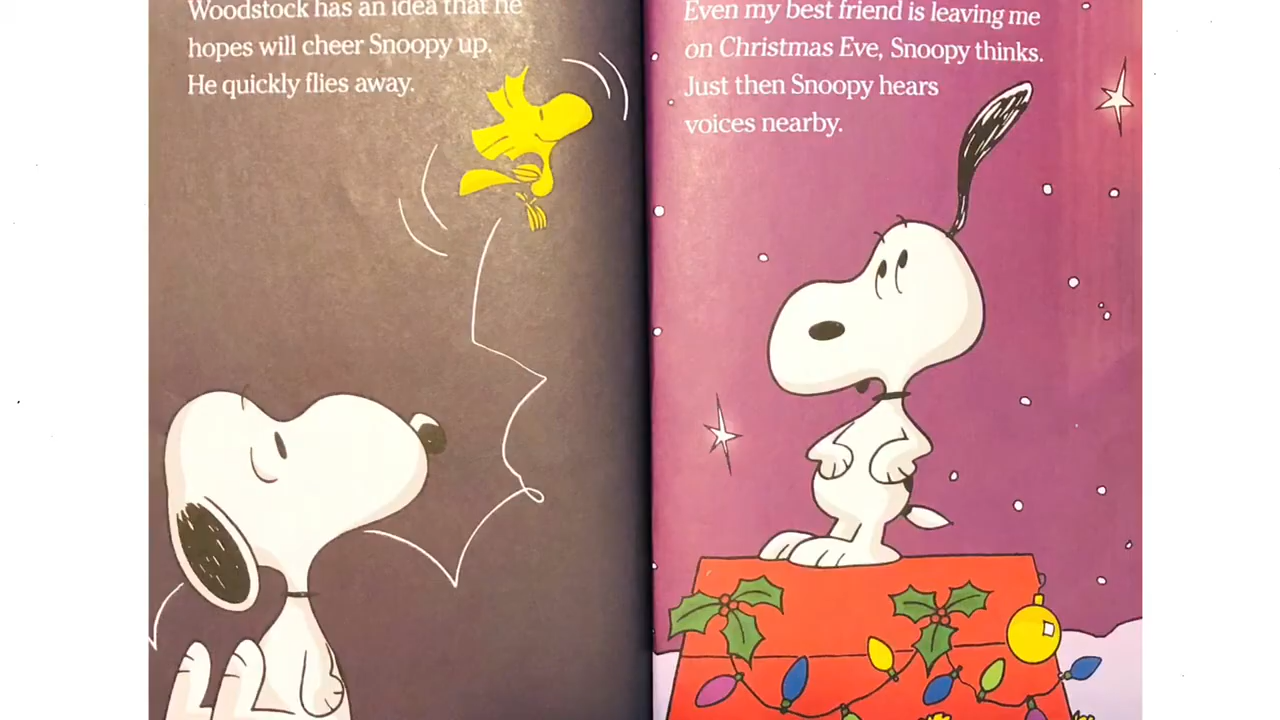 Woodstock has an idea that he
hopes will cheer Snoopy up.
He quickly flies away.
Even my best friend is leaving me
on Christmas Eve, Snoopy thinks.
Just then Snoopy hears
voices nearby.